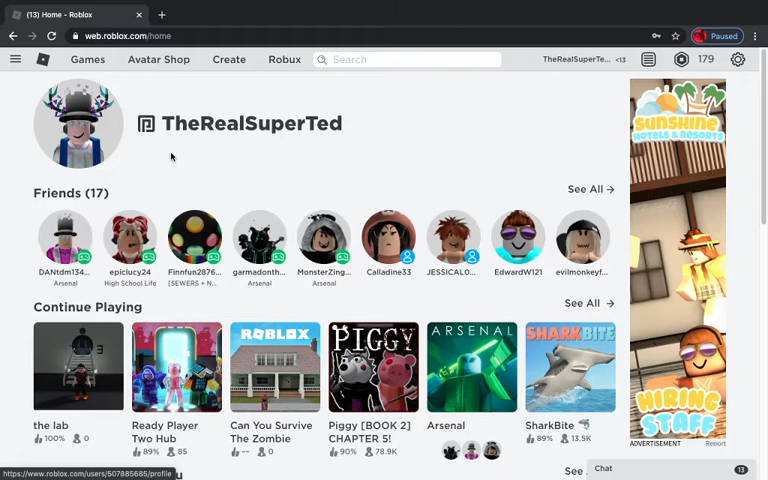 (13) Home - Roblox
web.roblox.com/home
Paused
Games Avatar Shop Create Robux Search TheRealSuperTe... <13 179
TheRealSuperTed
Friends (17) See All →
DANtdm134... epiclucy24 Finnfun2876... garmadonth... MonsterZing... Calladine33 JESSICAL0... EdwardW121 evilmonkeyf...
Arsenal High School Life [SEWERS + N... Arsenal Arsenal
Continue Playing See All →
3
ROBLOX
PIGGY
ARSENAL
SHARKBITE
the lab
100% 0
Ready Player
Two Hub
89% 85
Can You Survive
The Zombie
-- 0
Piggy [BOOK 2]
CHAPTER 5!
90% 78.9K
Arsenal
SharkBite
89% 13.5K
SUNSHINE
HOTELS & RESORTS
HIRING
STAFF
ADVERTISEMENT Report
See
Chat 13
https://www.roblox.com/users/507885685/profile